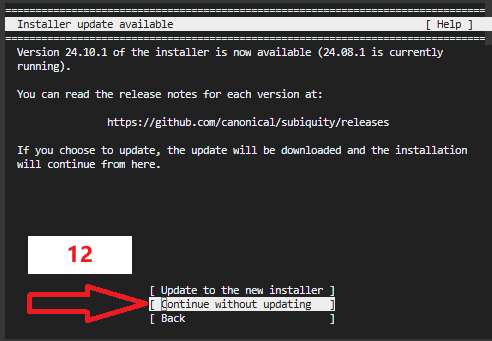 Installer update available [ Help ]
Version 24.10.1 of the installer is now available (24.08.1 is currently
running).
You can read the release notes for each version at:
https://github.com/canonical/subiquity/releases
If you choose to update, the update will be downloaded and the installation
will continue from here.
12
[ Update to the new installer ]
[ Continue without updating ]
[ Back ]